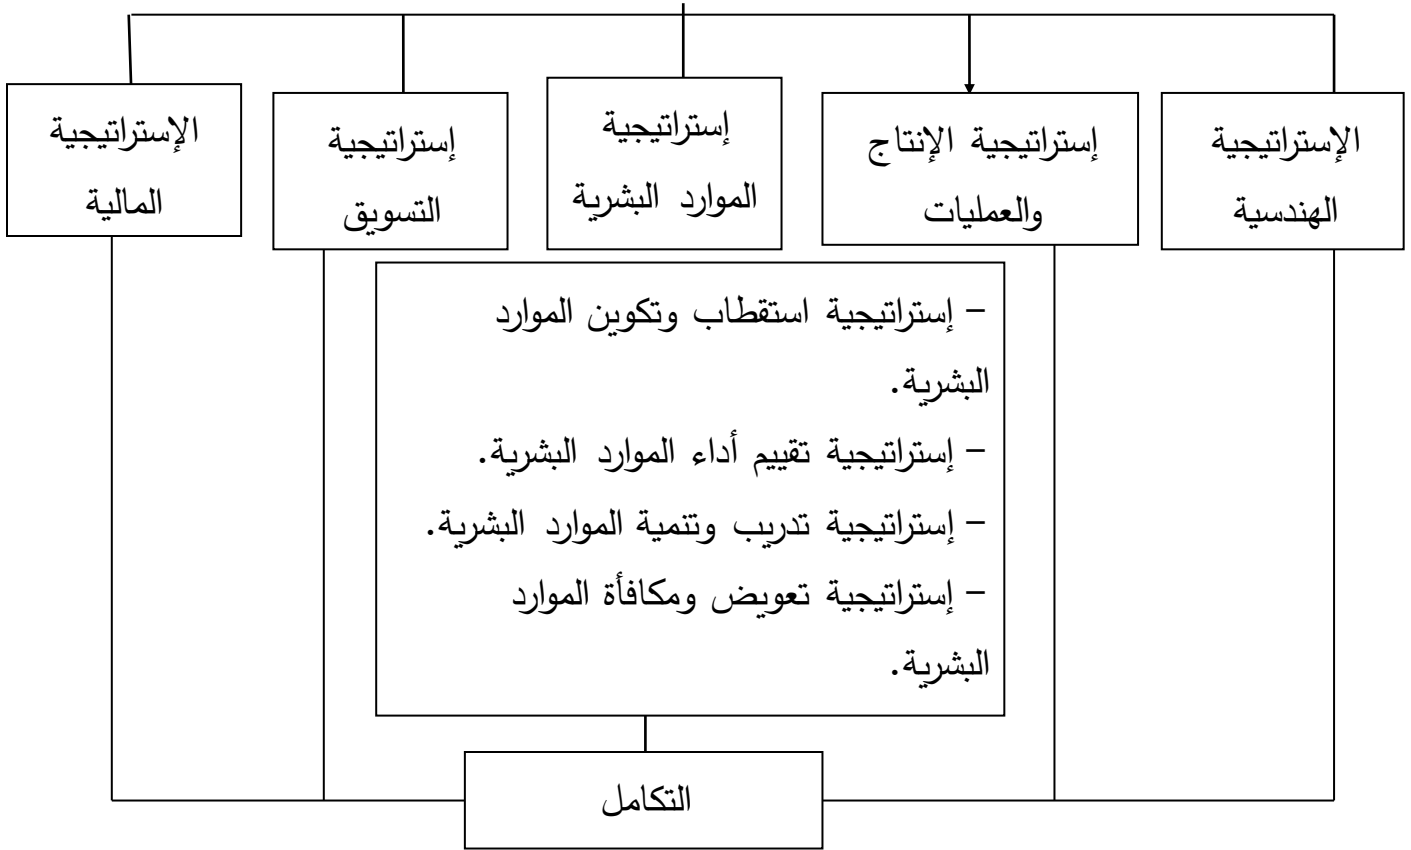 الإستراتيجية
الهندسية
إستراتيجية الإنتاج
والعمليات
إستراتيجية
الموارد البشرية
إستراتيجية
التسويق
الإستراتيجية
المالية
– إستراتيجية استقطاب وتكوين الموارد
البشرية.
– إستراتيجية تقييم أداء الموارد البشرية.
– إستراتيجية تدريب وتنمية الموارد البشرية.
– إستراتيجية تعويض ومكافأة الموارد
البشرية.
التكامل